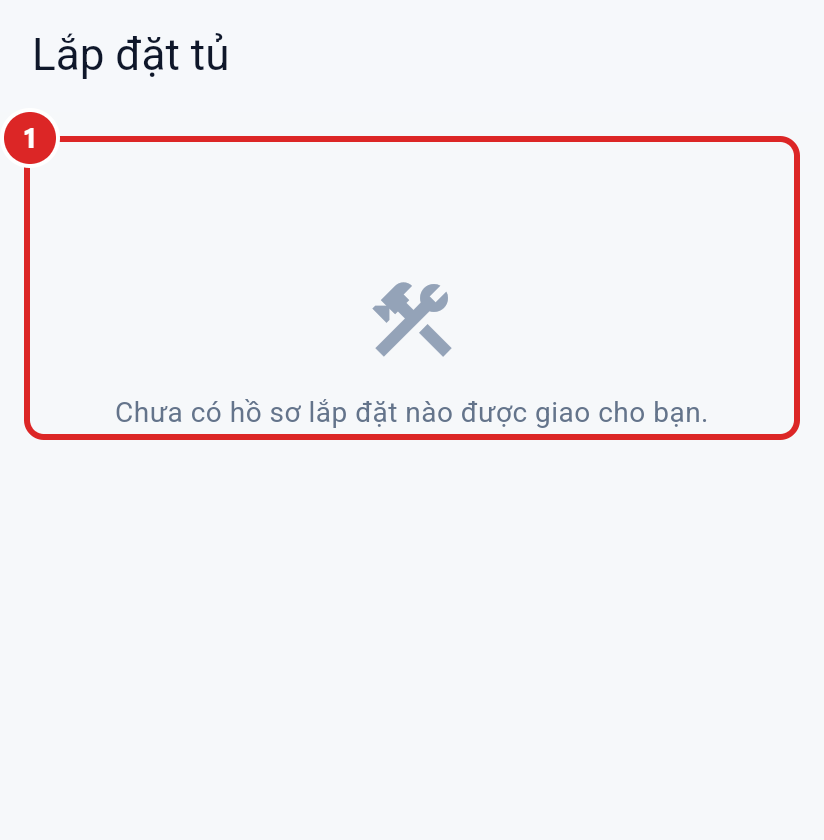 Lắp đặt tủ
1
Chưa có hồ sơ lắp đặt nào được giao cho bạn.